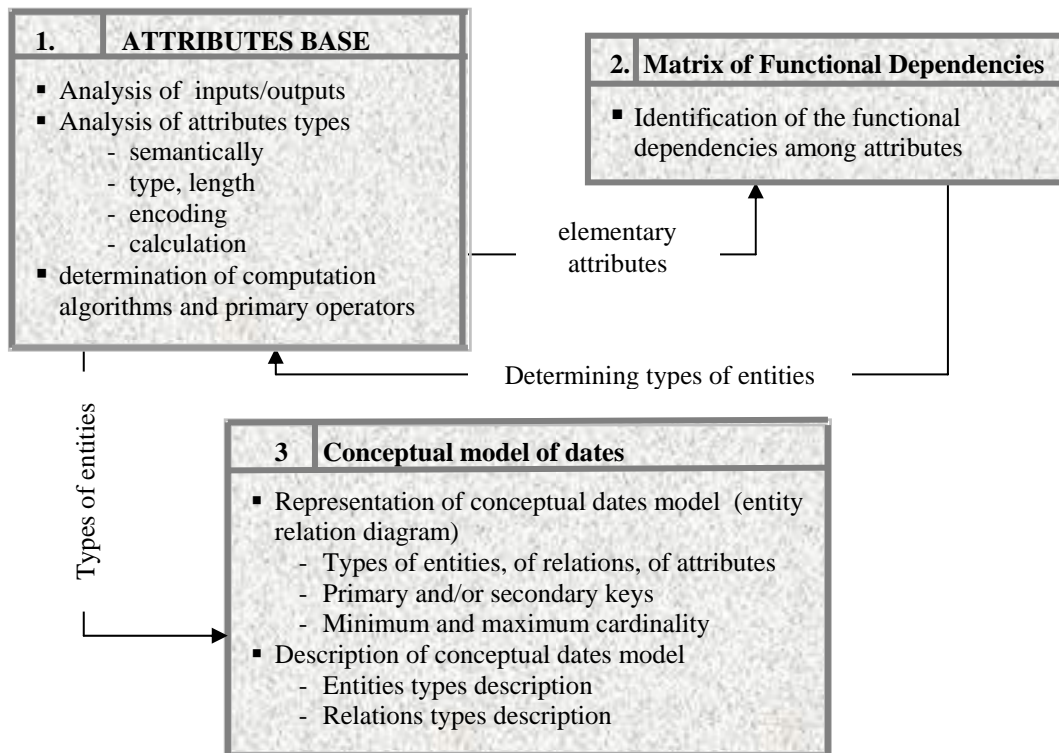 1. ATTRIBUTES BASE
▪ Analysis of inputs/outputs
▪ Analysis of attributes types
- semantically
- type, length
- encoding
- calculation
▪ determination of computation
algorithms and primary operators
2. Matrix of Functional Dependencies
▪ Identification of the functional
dependencies among attributes
elementary
attributes
Determining types of entities
Types of entities
3 Conceptual model of dates
▪ Representation of conceptual dates model (entity
relation diagram)
- Types of entities, of relations, of attributes
- Primary and/or secondary keys
- Minimum and maximum cardinality
▪ Description of conceptual dates model
- Entities types description
- Relations types description